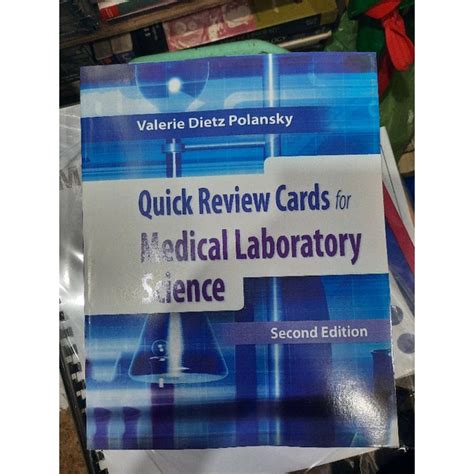 Valerie Dietz Polansky
Quick Review Cards for
Medical Laboratory
Science
Second Edition